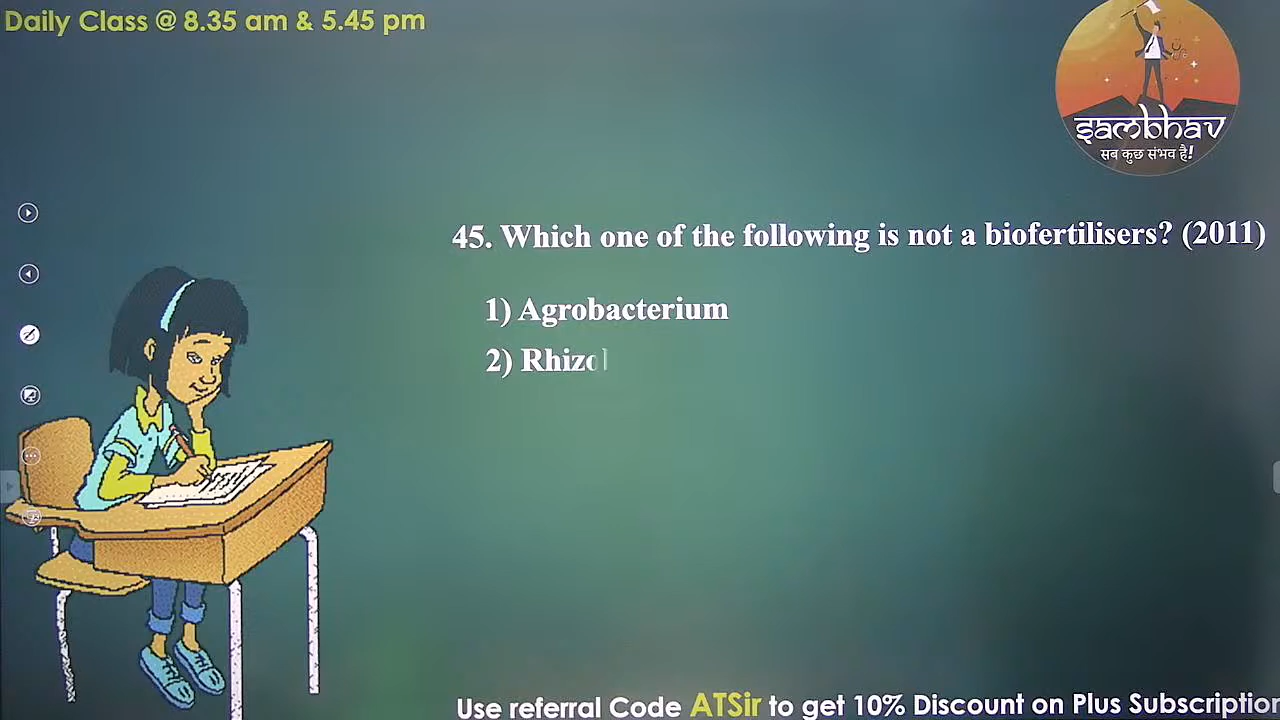 Daily Class @ 8.35 am & 5.45 pm
sambhav
सब कुछ संभव है!
45. Which one of the following is not a biofertilisers? (2011)
1) Agrobacterium
2)
Use referral Code ATSir to get 10% Discount on Plus Subscription